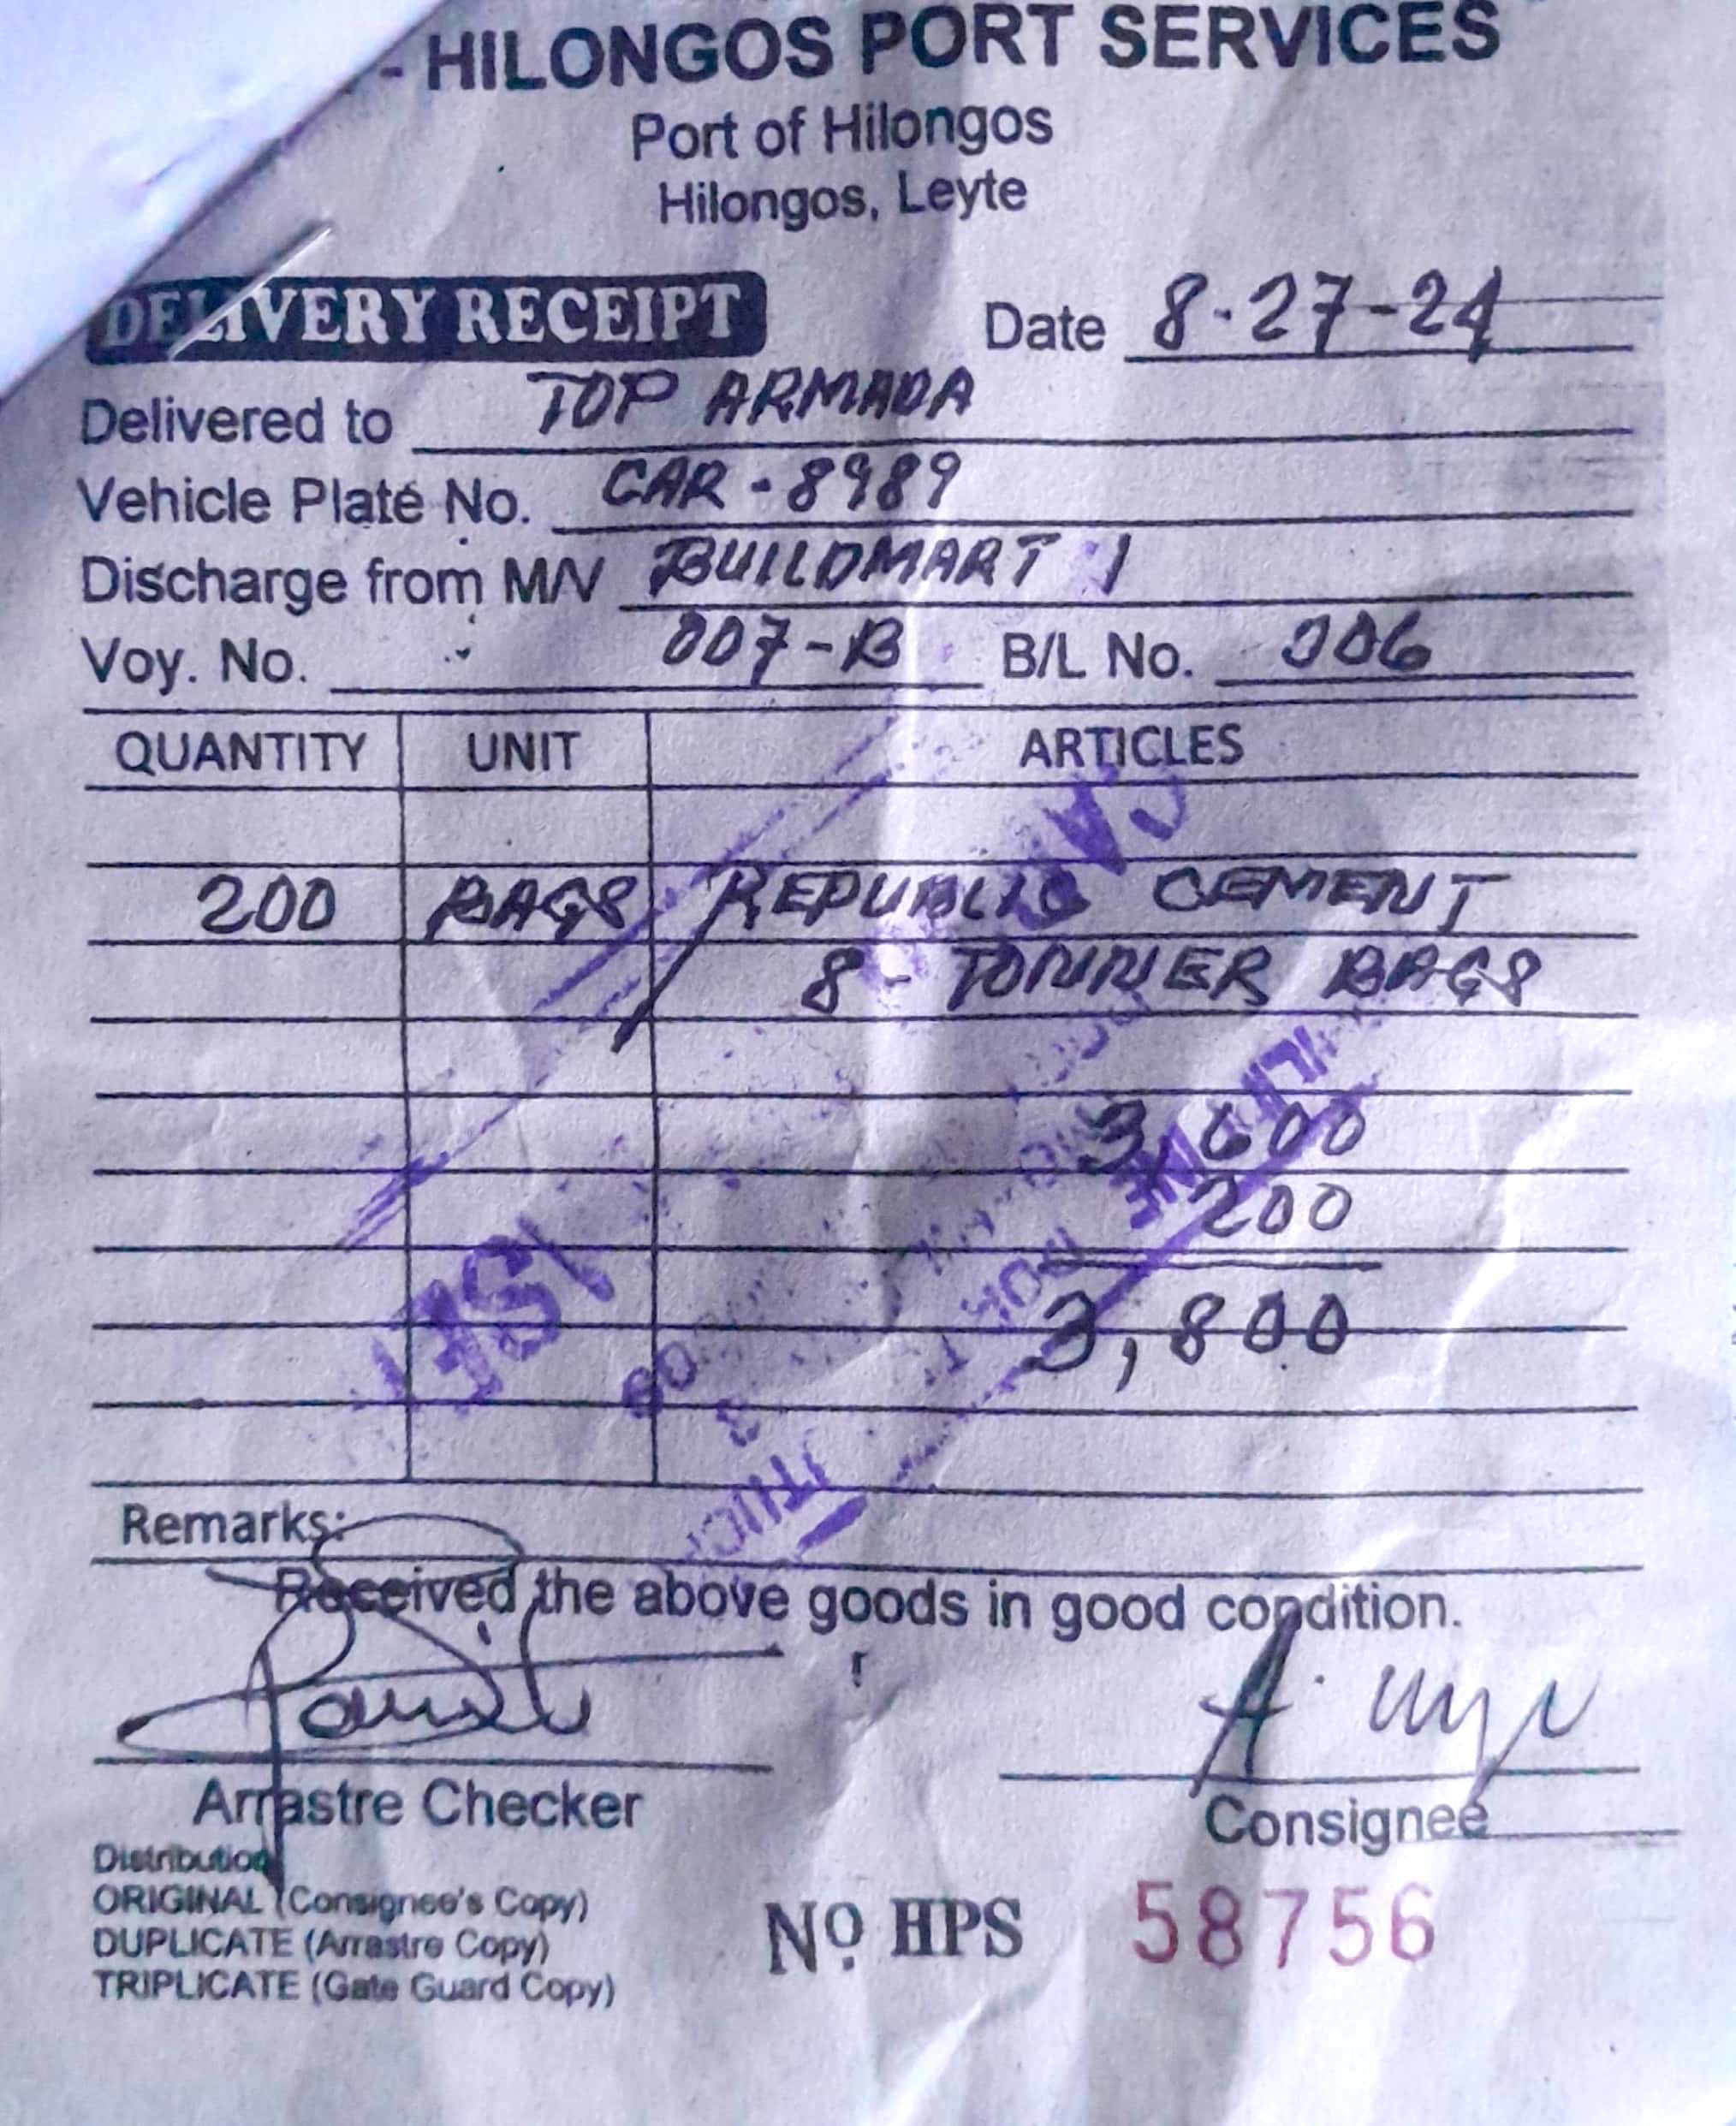 - HILONGOS PORT SERVICES
Port of Hilongos
Hilongos, Leyte
DELIVERY RECEIPT Date 8-27-24
Delivered to TOP ARMADA
Vehicle Plate No. CAR - 8989
Discharge from M/V BUILDMART 1
Voy. No. 007-B B/L No. 006
QUANTITY UNIT ARTICLES
200 BAGS REPUBLIC CEMENT
8 - TONNER BAGS
3,600
200
3,800
Remarks:
Received the above goods in good condition.
Arrastre Checker Consignee
Distribution
ORIGINAL (Consignee's Copy)
DUPLICATE (Arrastre Copy)
TRIPLICATE (Gate Guard Copy)
Nº HPS 58756